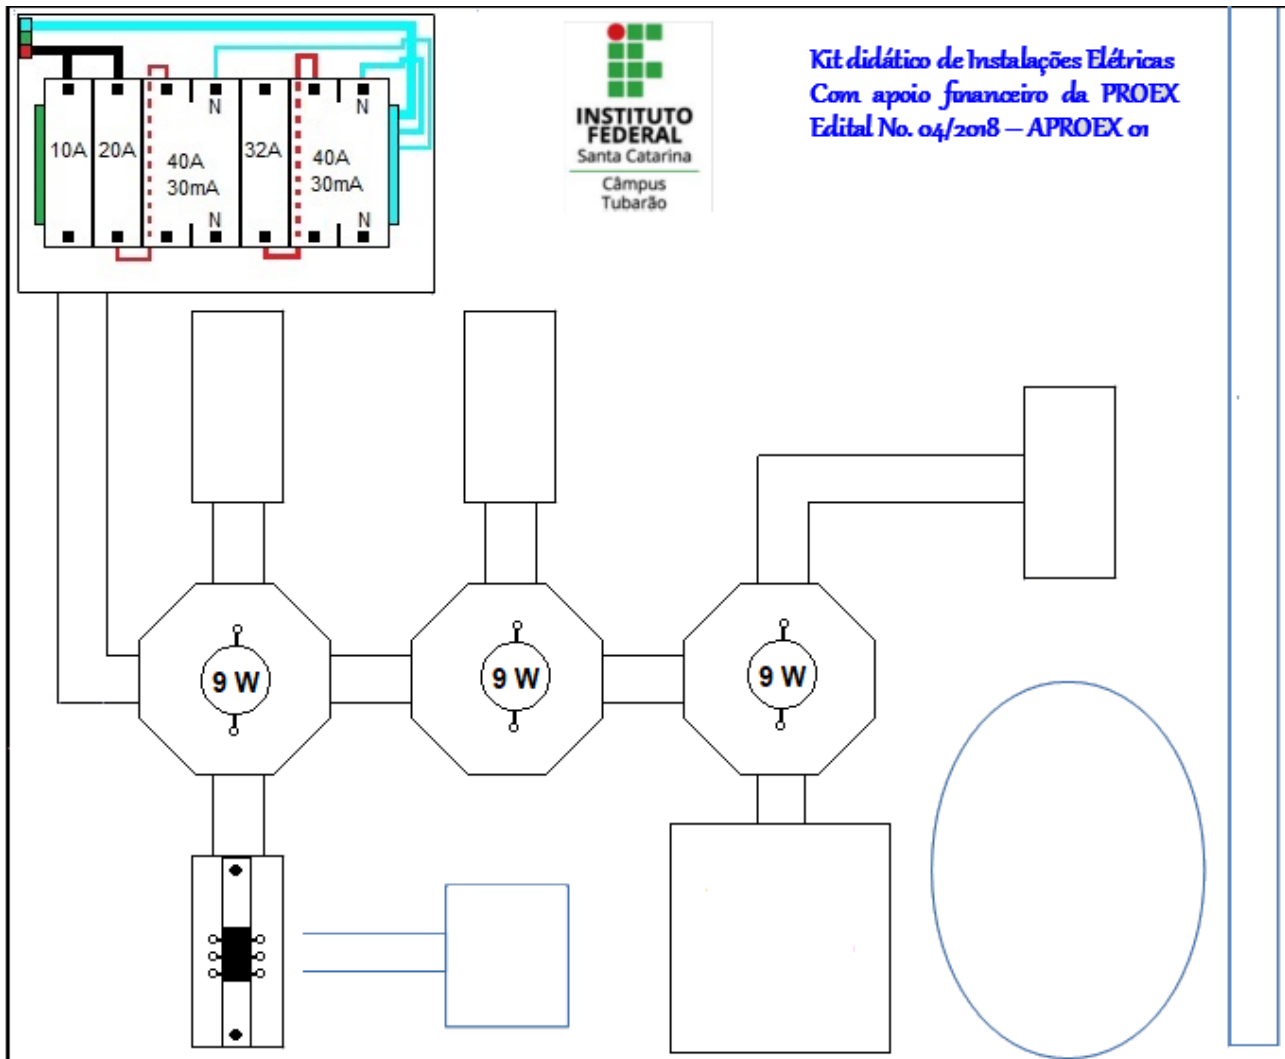 N
N
10A
20A
40A
30mA
32A
40A
30mA
N
N
INSTITUTO
FEDERAL
Santa Catarina
Câmpus
Tubarão
Kit didático de Instalações Elétricas
Com apoio financeiro da PROEX
Edital No. 04/2018 – APROEX 01
9 W
9 W
9 W